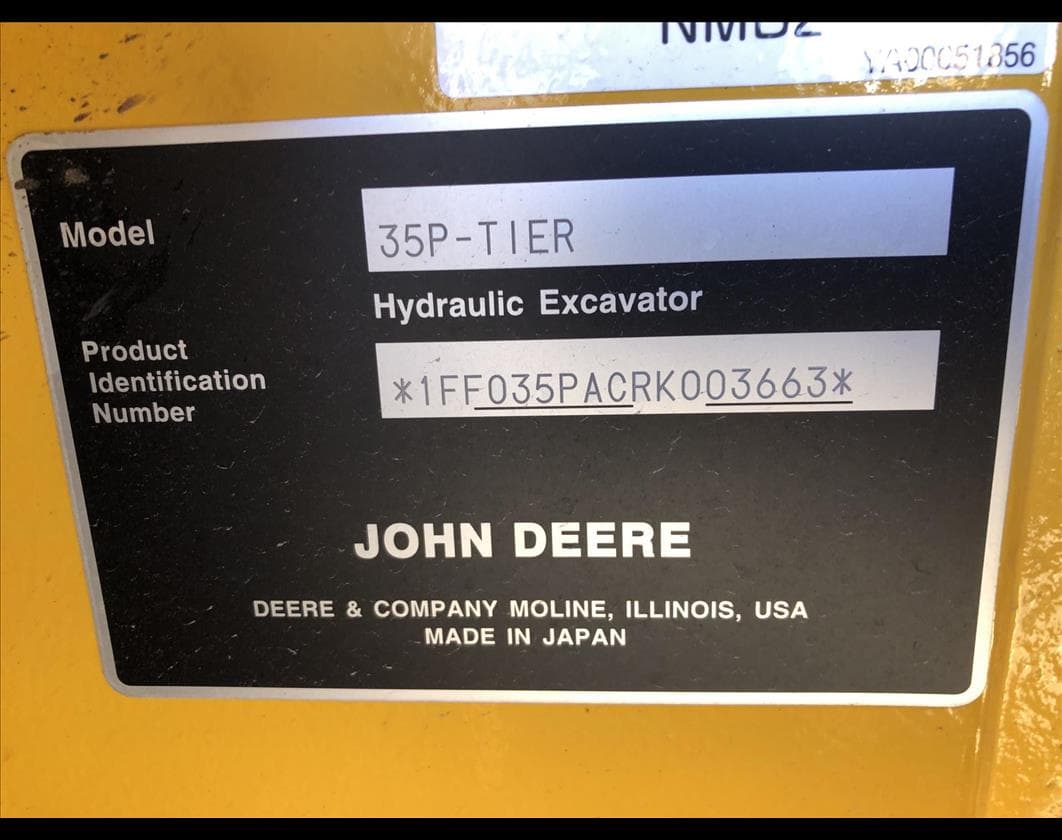 YA00051856
Model
35P-TIER
Hydraulic Excavator
Product
Identification
Number
*1FF035PACRK003663*
JOHN DEERE
DEERE & COMPANY MOLINE, ILLINOIS, USA
MADE IN JAPAN